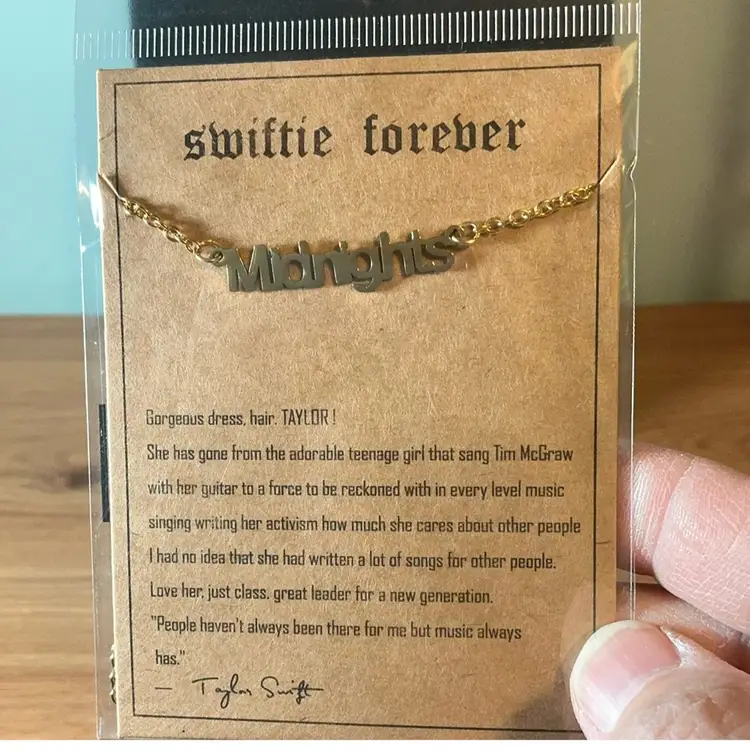 swiftie forever
Midnights
Gorgeous dress, hair. TAYLOR !
She has gone from the adorable teenage girl that sang Tim McGraw
with her guitar to a force to be reckoned with in every level music
singing writing her activism how much she cares about other people
I had no idea that she had written a lot of songs for other people.
Love her, just class. great leader for a new generation.
"People haven't always been there for me but music always
has."
— Taylor Swift